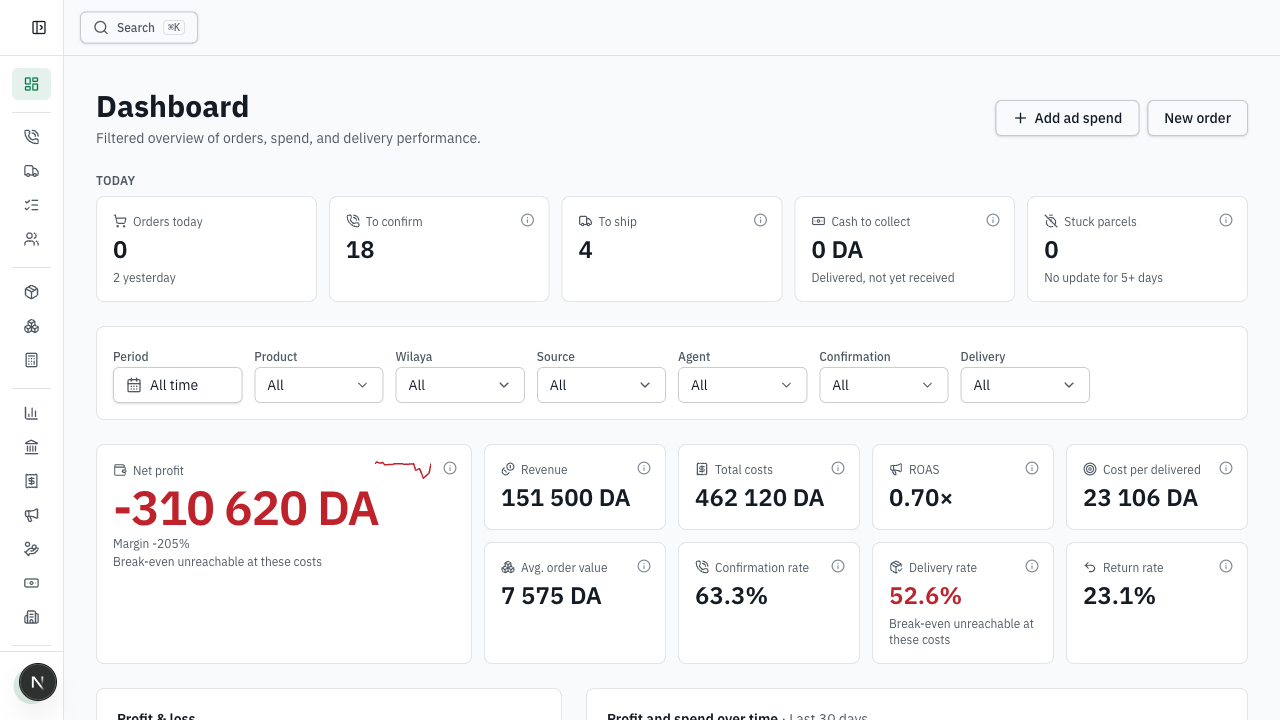 Search ⌘K
Dashboard
Filtered overview of orders, spend, and delivery performance.
Add ad spend
New order
TODAY
Orders today
0
2 yesterday
To confirm
18
To ship
4
Cash to collect
0 DA
Delivered, not yet received
Stuck parcels
0
No update for 5+ days
Period
All time
Product
All
Wilaya
All
Source
All
Agent
All
Confirmation
All
Delivery
All
Net profit
-310 620 DA
Margin -205%
Break-even unreachable at these costs
Revenue
151 500 DA
Total costs
462 120 DA
ROAS
0.70×
Cost per delivered
23 106 DA
Avg. order value
7 575 DA
Confirmation rate
63.3%
Delivery rate
52.6%
Break-even unreachable at
these costs
Return rate
23.1%
N
Profit & loss
Profit and spend over time · Last 30 days